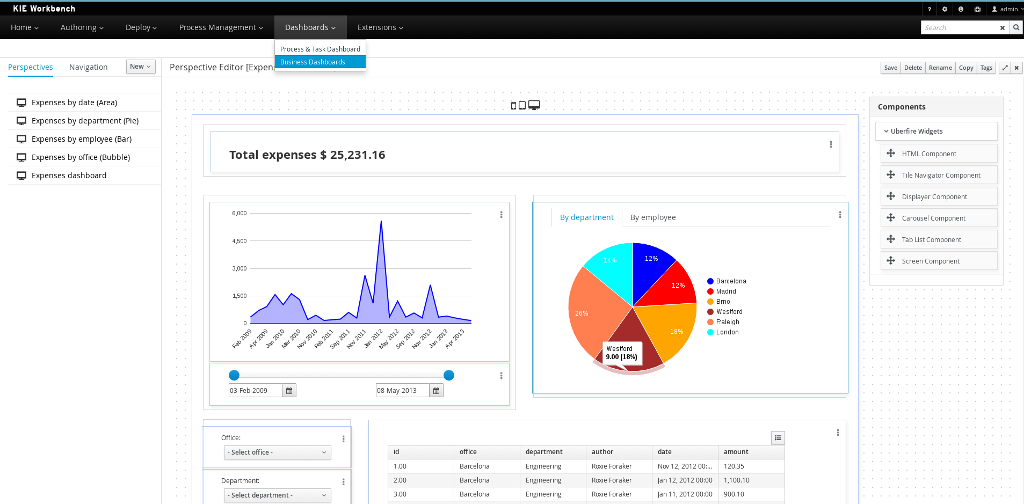 KIE Workbench
? admin
Home Authoring Deploy Process Management Dashboards Extensions Search
Process & Task Dashboard
Business Dashboards
Perspectives Navigation New
Perspective Editor [Expen
Save Delete Rename Copy Tags
Expenses by date (Area)
Expenses by department (Pie)
Expenses by employee (Bar)
Expenses by office (Bubble)
Expenses dashboard
Total expenses $ 25,231.16
6,000
4,500
3,000
1,500
0
Feb 2009 Apr 2009 Jan 2010 Mar 2010 Nov 2010 Feb 2011 Sep 2011 Nov 2011 Jan 2012 May 2012 Sep 2012 Nov 2012 Jan 2013 Apr 2013
03-Feb-2009 08-May-2013
By department By employee
12%
12%
18%
26%
Westford
9.00 (18%)
Barcelona
Madrid
Brno
Westford
Raleigh
London
Components
Uberfire Widgets
HTML Component
Tile Navigator Component
Displayer Component
Carousel Component
Tab List Component
Screen Component
Office:
- Select office -
Department:
- Select department -
id office department author date amount
1.00 Barcelona Engineering Roxie Foraker Nov 12, 2012 00:... 120.35
2.00 Barcelona Engineering Roxie Foraker Jan 12, 2012 00:00 1,100.10
3.00 Barcelona Engineering Roxie Foraker Jan 11, 2012 00:00 900.10